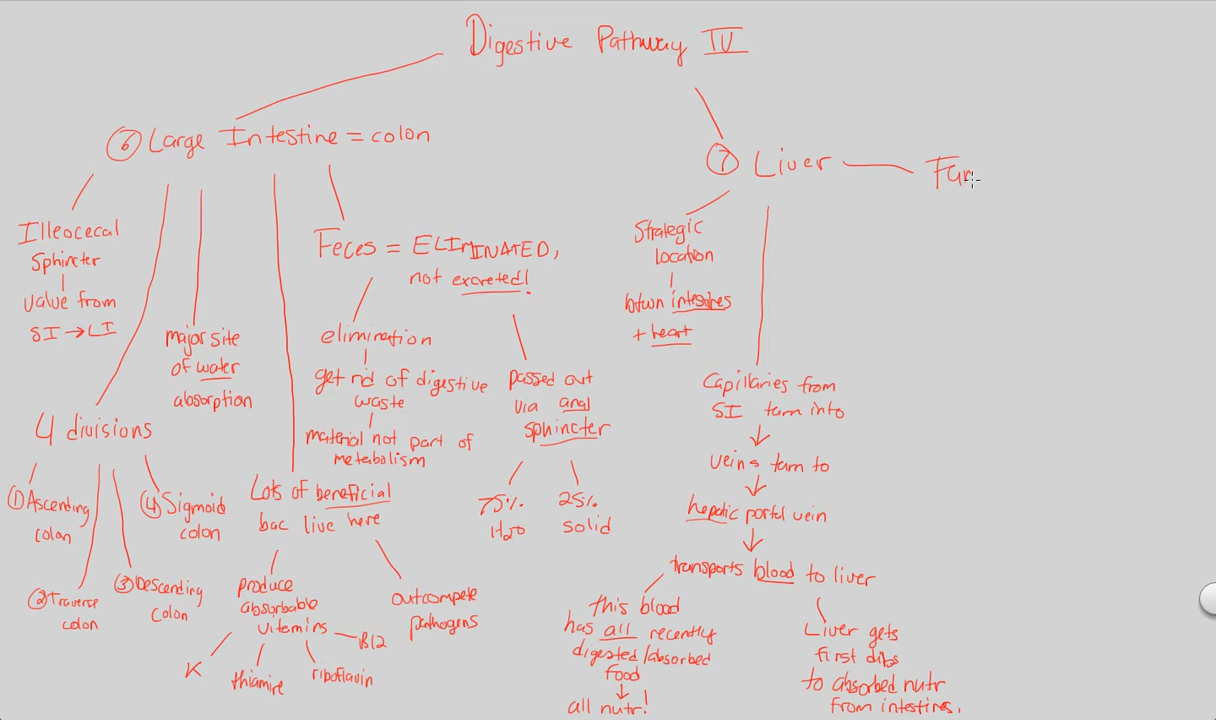 Digestive Pathway IV
⑥ Large Intestine = colon
Illeocecal
Sphincter
Value from
SI → LI
4 divisions
① Ascending
colon
② Traverse
colon
③ Descending
colon
④ Sigmoid
colon
major site
of water
absorption
Lots of beneficial
bac live here
produce
absorbable
vitamins
K
thiamine
riboflavin
B12
outcompete
pathogens
Feces = ELIMINATED,
not excreted!
elimination
get rid of digestive
waste
material not part of
metabolism
passed out
via anal
sphincter
75%
H2O
25%
solid
⑦ Liver
Strategic
location
btwn intestines
+ heart
Capillaries from
SI turn into
veins turn to
hepatic portal vein
transports blood to liver
this blood
has all recently
digested/absorbed
food
↓
all nutr!
Liver gets
first dibs
to absorbed nutr
from intestines.
Fun